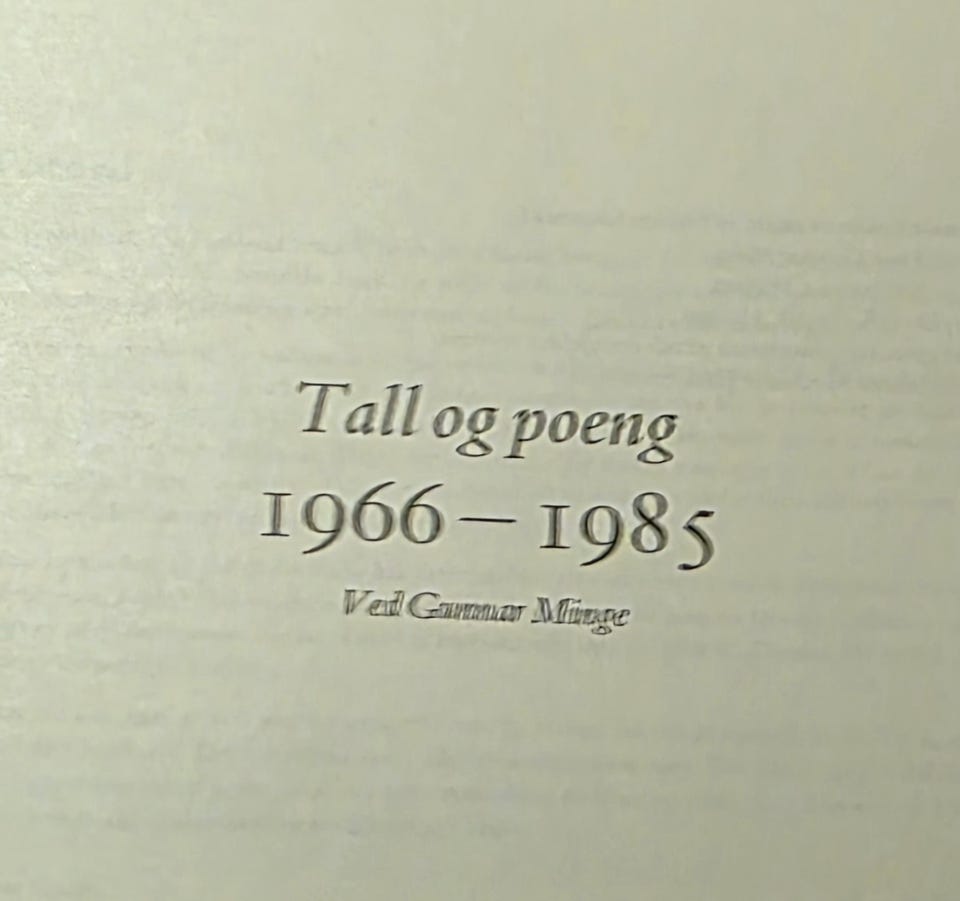 Tall og poeng
1966 – 1985
Ved Gunnar Minge